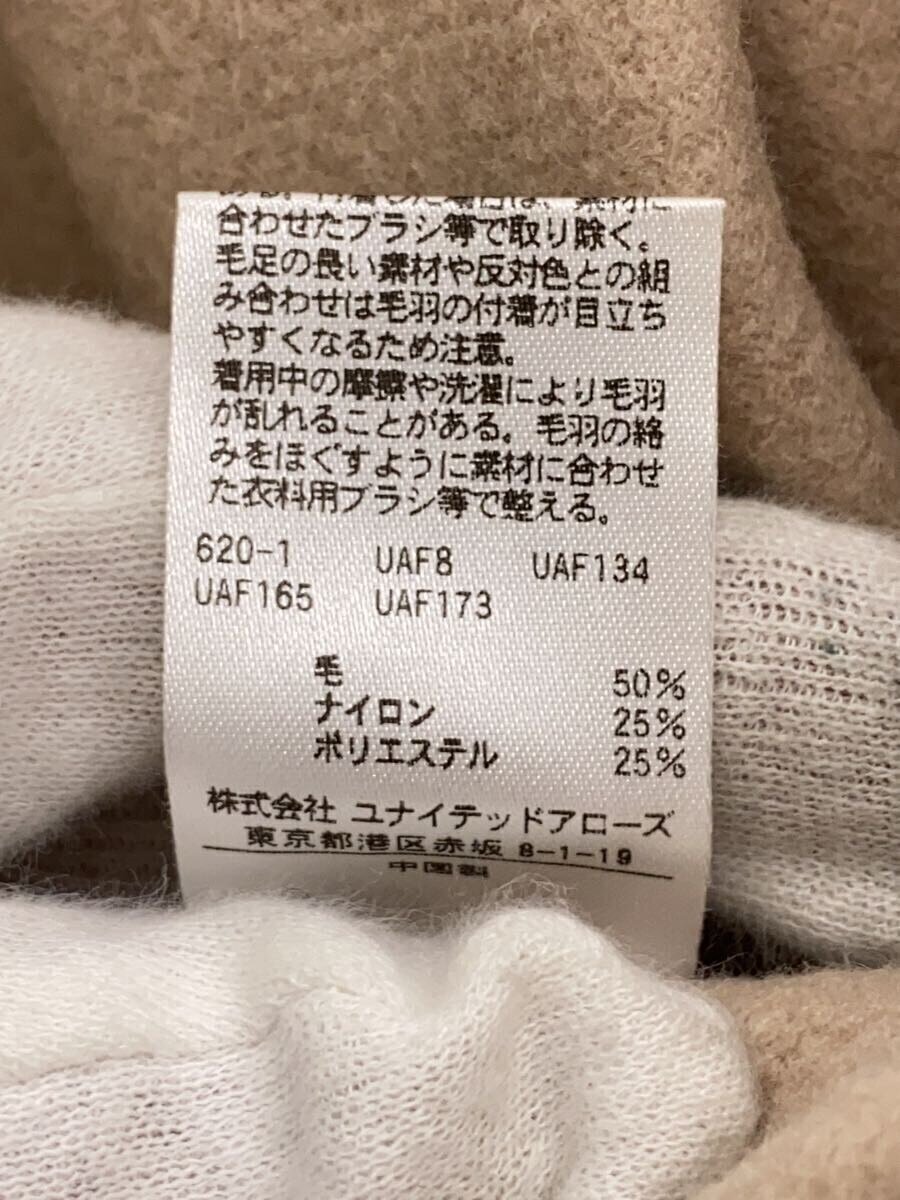 合わせたブラシ等で取り除く。
毛足の長い素材や反対色との組
み合わせは毛羽の付着が目立ち
やすくなるため注意。
着用中の摩擦や洗濯により毛羽
が乱れることがある。毛羽の絡
みをほぐすように素材に合わせ
た衣料用ブラシ等で整える。
620-1 UAF8 UAF134
UAF165 UAF173
毛 50%
ナイロン 25%
ポリエステル 25%
株式会社 ユナイテッドアローズ
東京都港区赤坂 8-1-19
中国製